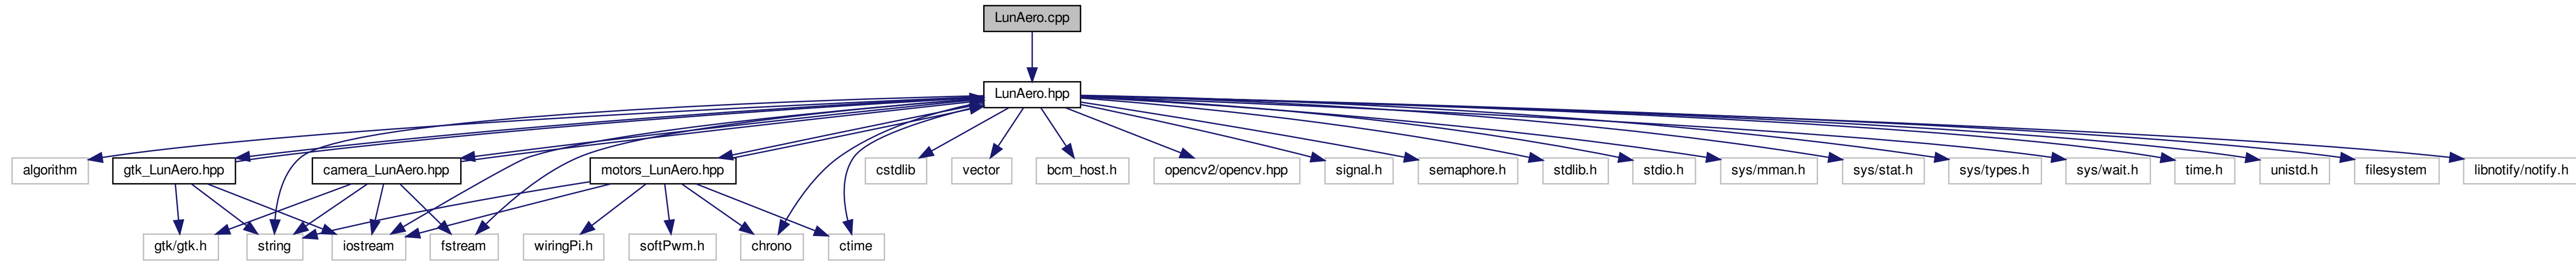 LunAero.cpp
LunAero.hpp
algorithm
gtk_LunAero.hpp
camera_LunAero.hpp
motors_LunAero.hpp
cstdlib
vector
bcm_host.h
opencv2/opencv.hpp
signal.h
semaphore.h
stdlib.h
stdio.h
sys/mman.h
sys/stat.h
sys/types.h
sys/wait.h
time.h
unistd.h
filesystem
libnotify/notify.h
gtk/gtk.h
string
iostream
fstream
wiringPi.h
softPwm.h
chrono
ctime